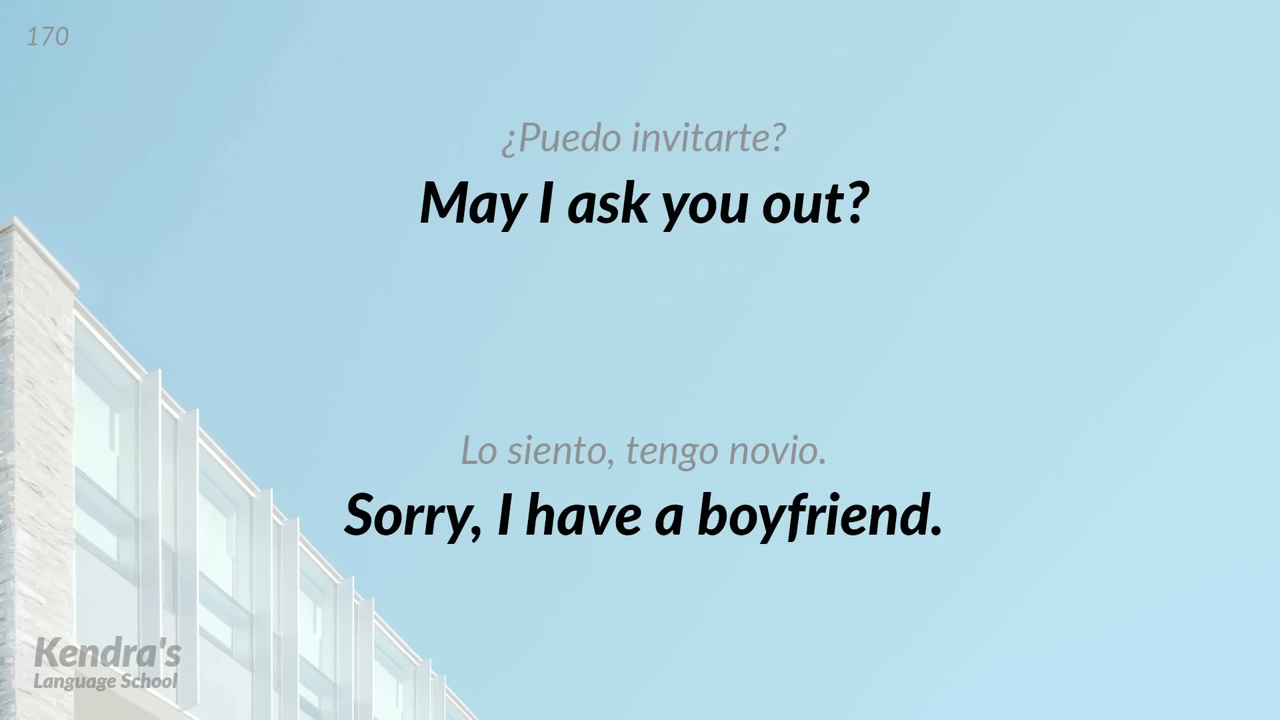 170
¿Puedo invitarte?
May I ask you out?
Lo siento, tengo novio.
Sorry, I have a boyfriend.
Kendra's
Language School